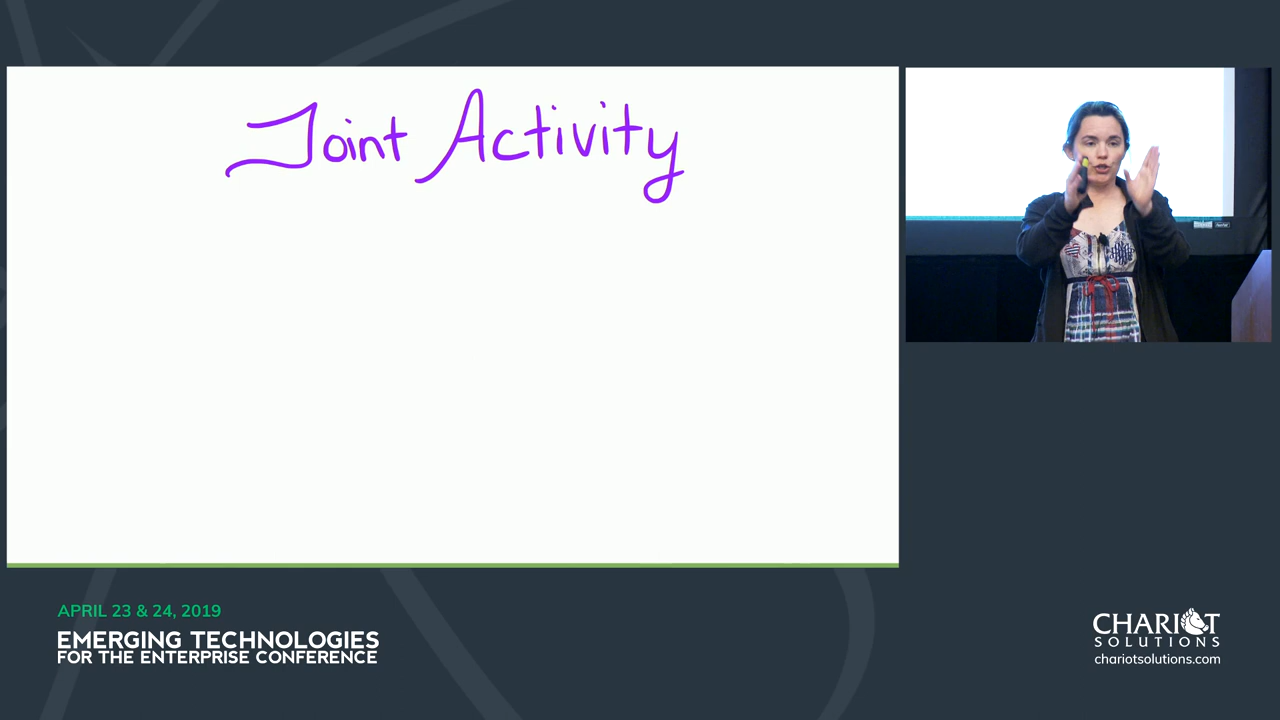 Joint Activity
APRIL 23 & 24, 2019
EMERGING TECHNOLOGIES
FOR THE ENTERPRISE CONFERENCE
CHARIOT
SOLUTIONS
chariotsolutions.com